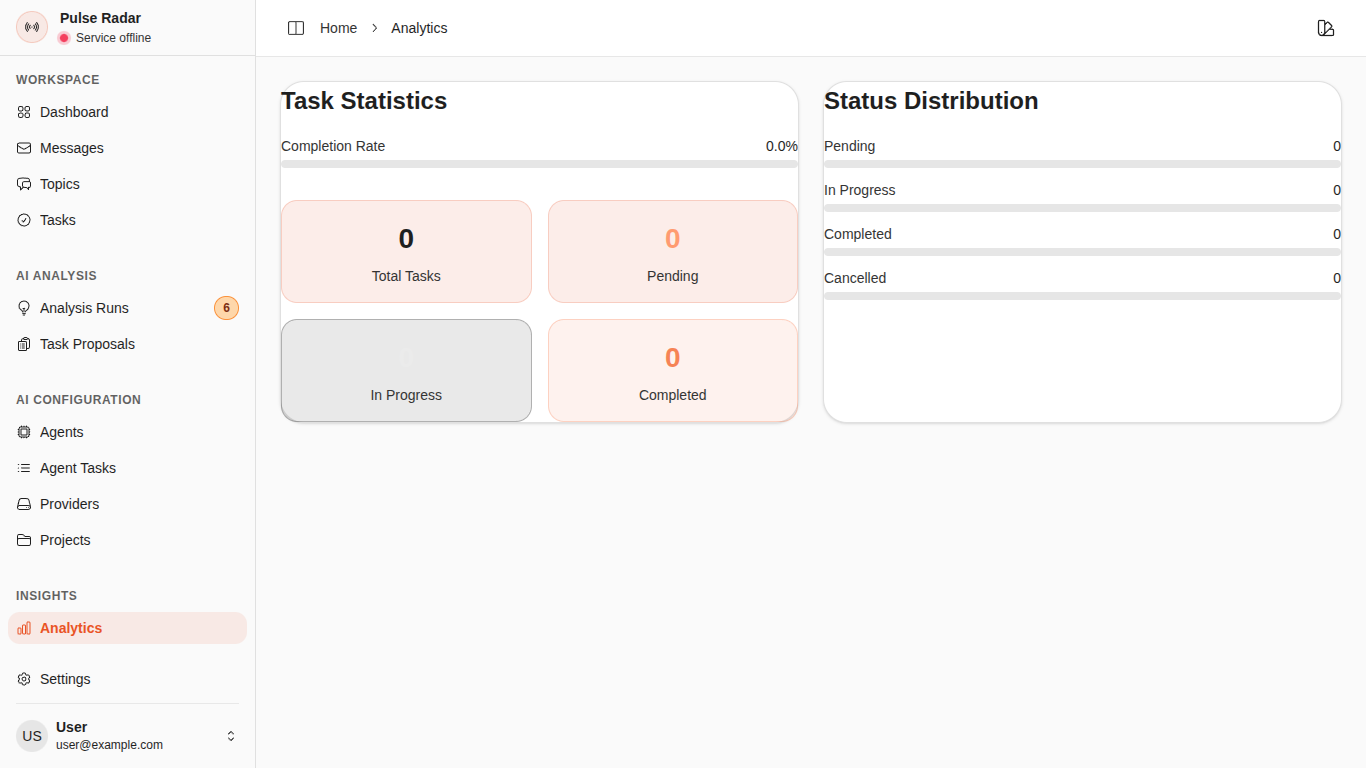 Pulse Radar
Service offline
WORKSPACE
Dashboard
Messages
Topics
Tasks
AI ANALYSIS
Analysis Runs 6
Task Proposals
AI CONFIGURATION
Agents
Agent Tasks
Providers
Projects
INSIGHTS
Analytics
Settings
US
User
user@example.com
Home Analytics
Task Statistics
Completion Rate 0.0%
0
Total Tasks
0
Pending
0
In Progress
0
Completed
Status Distribution
Pending 0
In Progress 0
Completed 0
Cancelled 0